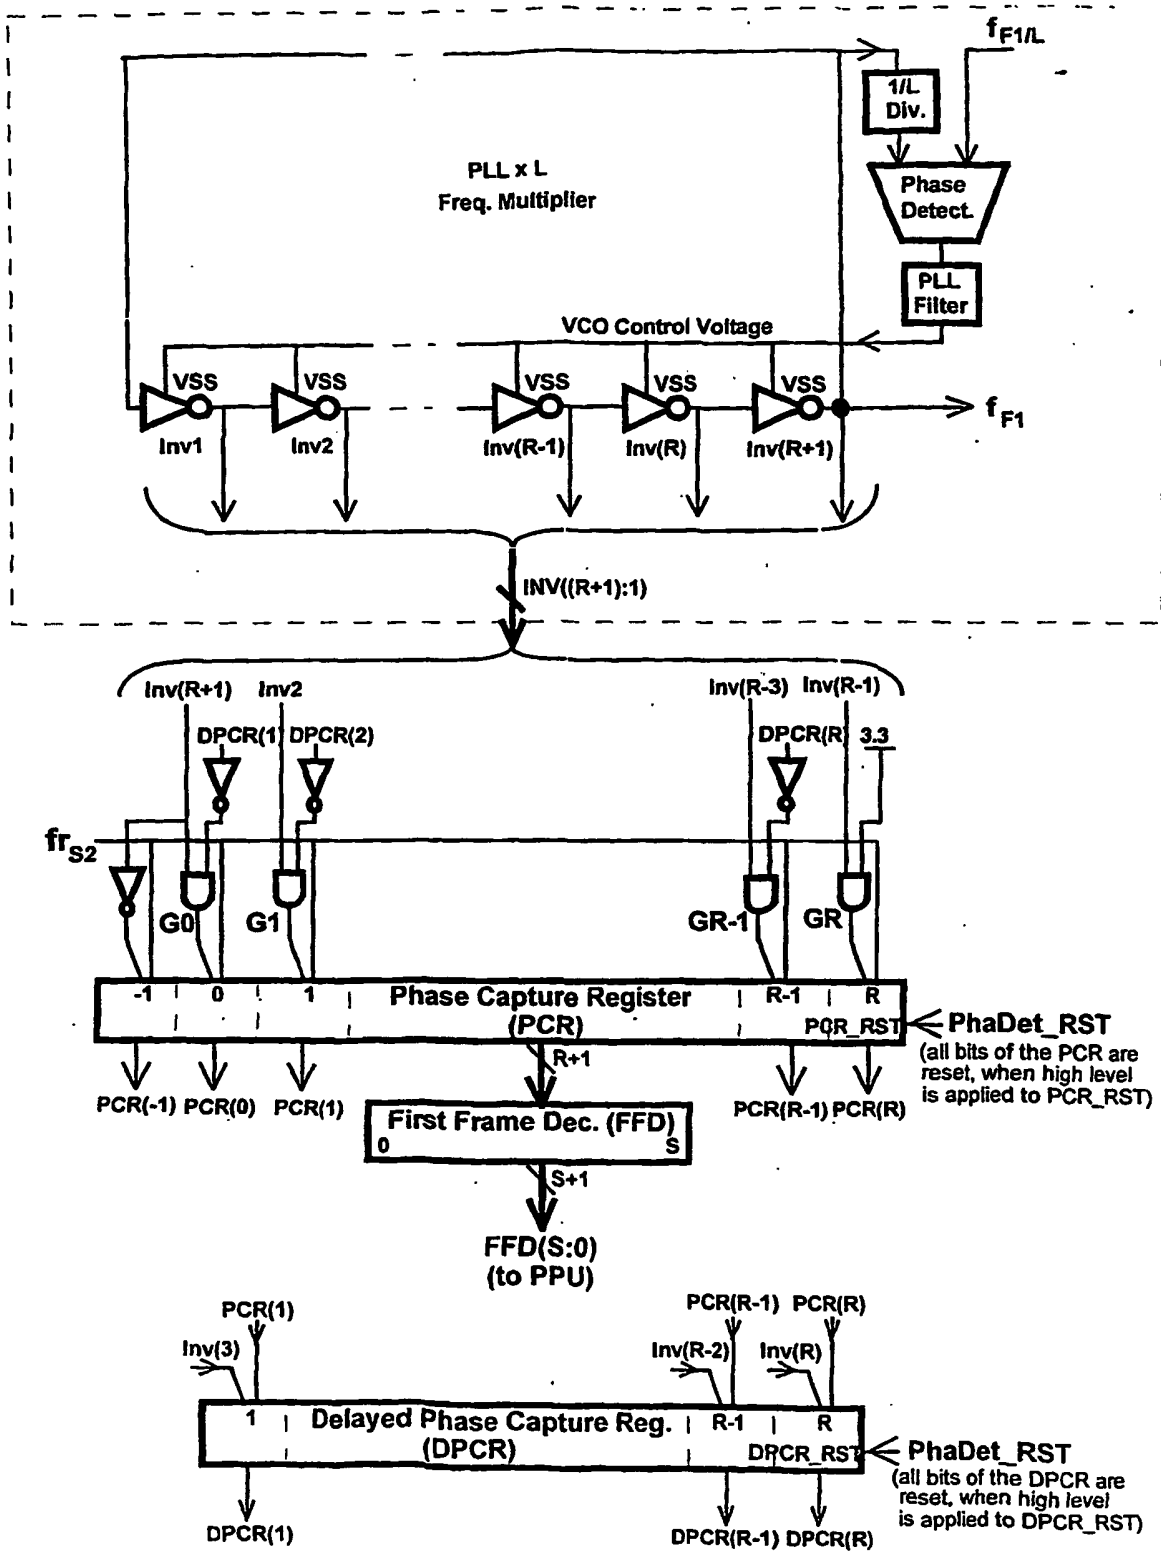 f F1/L
1/L
Div.
PLL x L
Freq. Multiplier
Phase
Detect.
PLL
Filter
VCO Control Voltage
VSS VSS VSS VSS VSS
f F1
Inv1 Inv2 Inv(R-1) Inv(R) Inv(R+1)
INV((R+1):1)
Inv(R+1) Inv2 Inv(R-3) Inv(R-1)
DPCR(1) DPCR(2) DPCR(R) 3.3
fr S2
G0 G1 GR-1 GR
-1 0 1 Phase Capture Register R-1 R
(PCR) PCR_RST PhaDet_RST
(all bits of the PCR are
reset, when high level
is applied to PCR_RST)
R+1
PCR(-1) PCR(0) PCR(1) PCR(R-1) PCR(R)
First Frame Dec. (FFD)
0 S
S+1
FFD(S:0)
(to PPU)
PCR(1) PCR(R-1) PCR(R)
Inv(3) Inv(R-2) Inv(R)
1 Delayed Phase Capture Reg. R-1 R
(DPCR) DPCR_RST PhaDet_RST
(all bits of the DPCR are
reset, when high level
is applied to DPCR_RST)
DPCR(1) DPCR(R-1) DPCR(R)